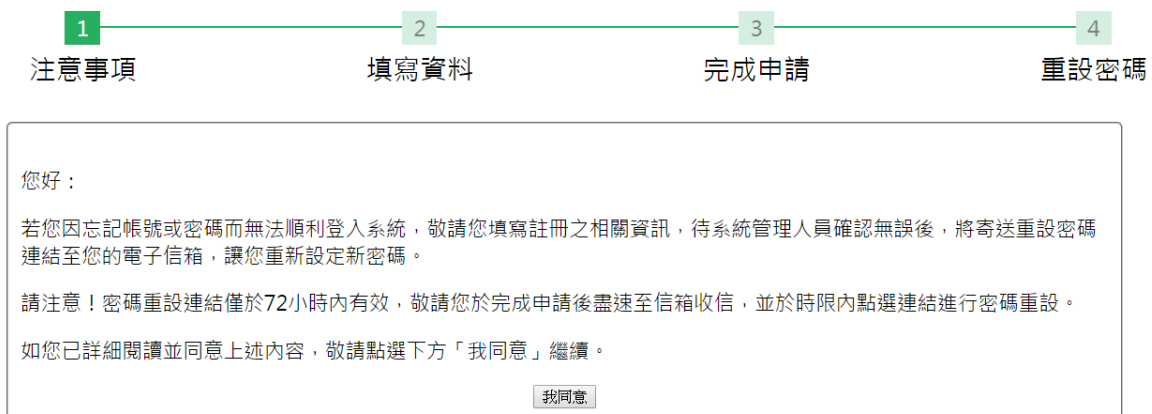 1 2 3 4
注意事項 填寫資料 完成申請 重設密碼
您好：
若您因忘記帳號或密碼而無法順利登入系統，敬請您填寫註冊之相關資訊，待系統管理人員確認無誤後，將寄送重設密碼
連結至您的電子信箱，讓您重新設定新密碼。
請注意！密碼重設連結僅於72小時內有效，敬請您於完成申請後盡速至信箱收信，並於時限內點選連結進行密碼重設。
如您已詳細閱讀並同意上述內容，敬請點選下方「我同意」繼續。
我同意